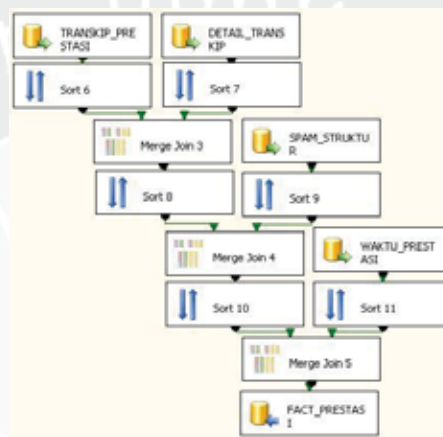 TRANSKIP_PRE
STASI
DETAIL_TRANS
KIP
Sort 6
Sort 7
Merge Join 3
SPAM_STRUKTU
R
Sort 8
Sort 9
Merge Join 4
WAKTU_PREST
ASI
Sort 10
Sort 11
Merge Join 5
FACT_PRESTAS
I